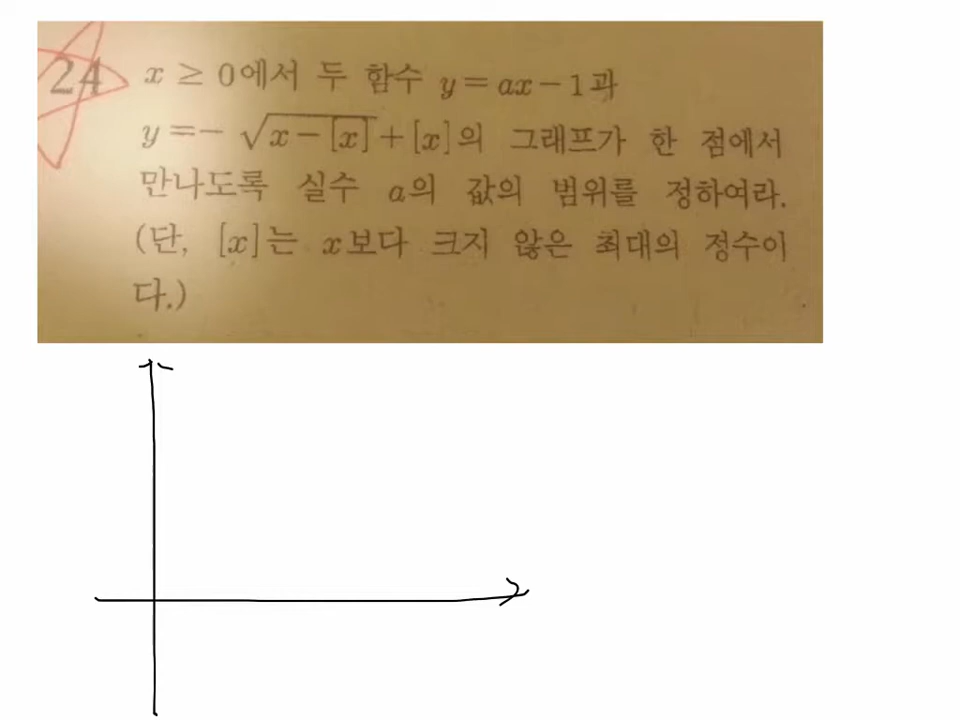 24 x ≥ 0에서 두 함수 y = ax - 1과
y = - √(x - [x]) + [x]의 그래프가 한 점에서
만나도록 실수 a의 값의 범위를 정하여라.
(단, [x]는 x보다 크지 않은 최대의 정수이
다.)